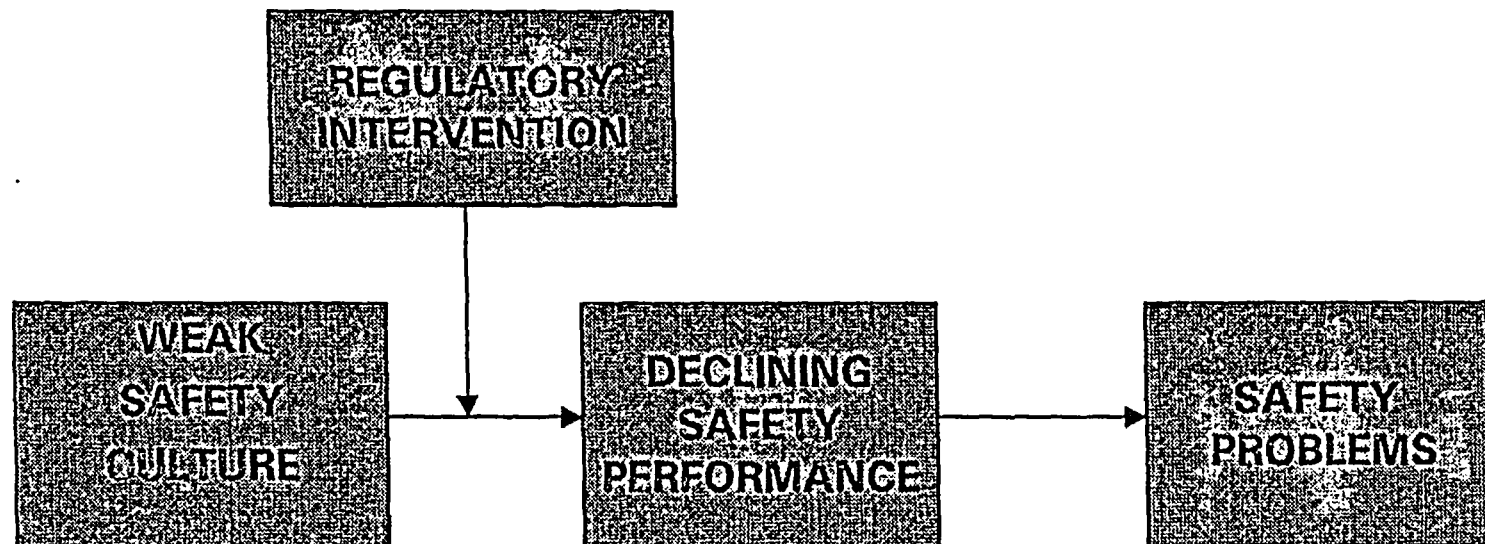 REGULATORY
INTERVENTION
WEAK
SAFETY
CULTURE
DECLINING
SAFETY
PERFORMANCE
SAFETY
PROBLEMS